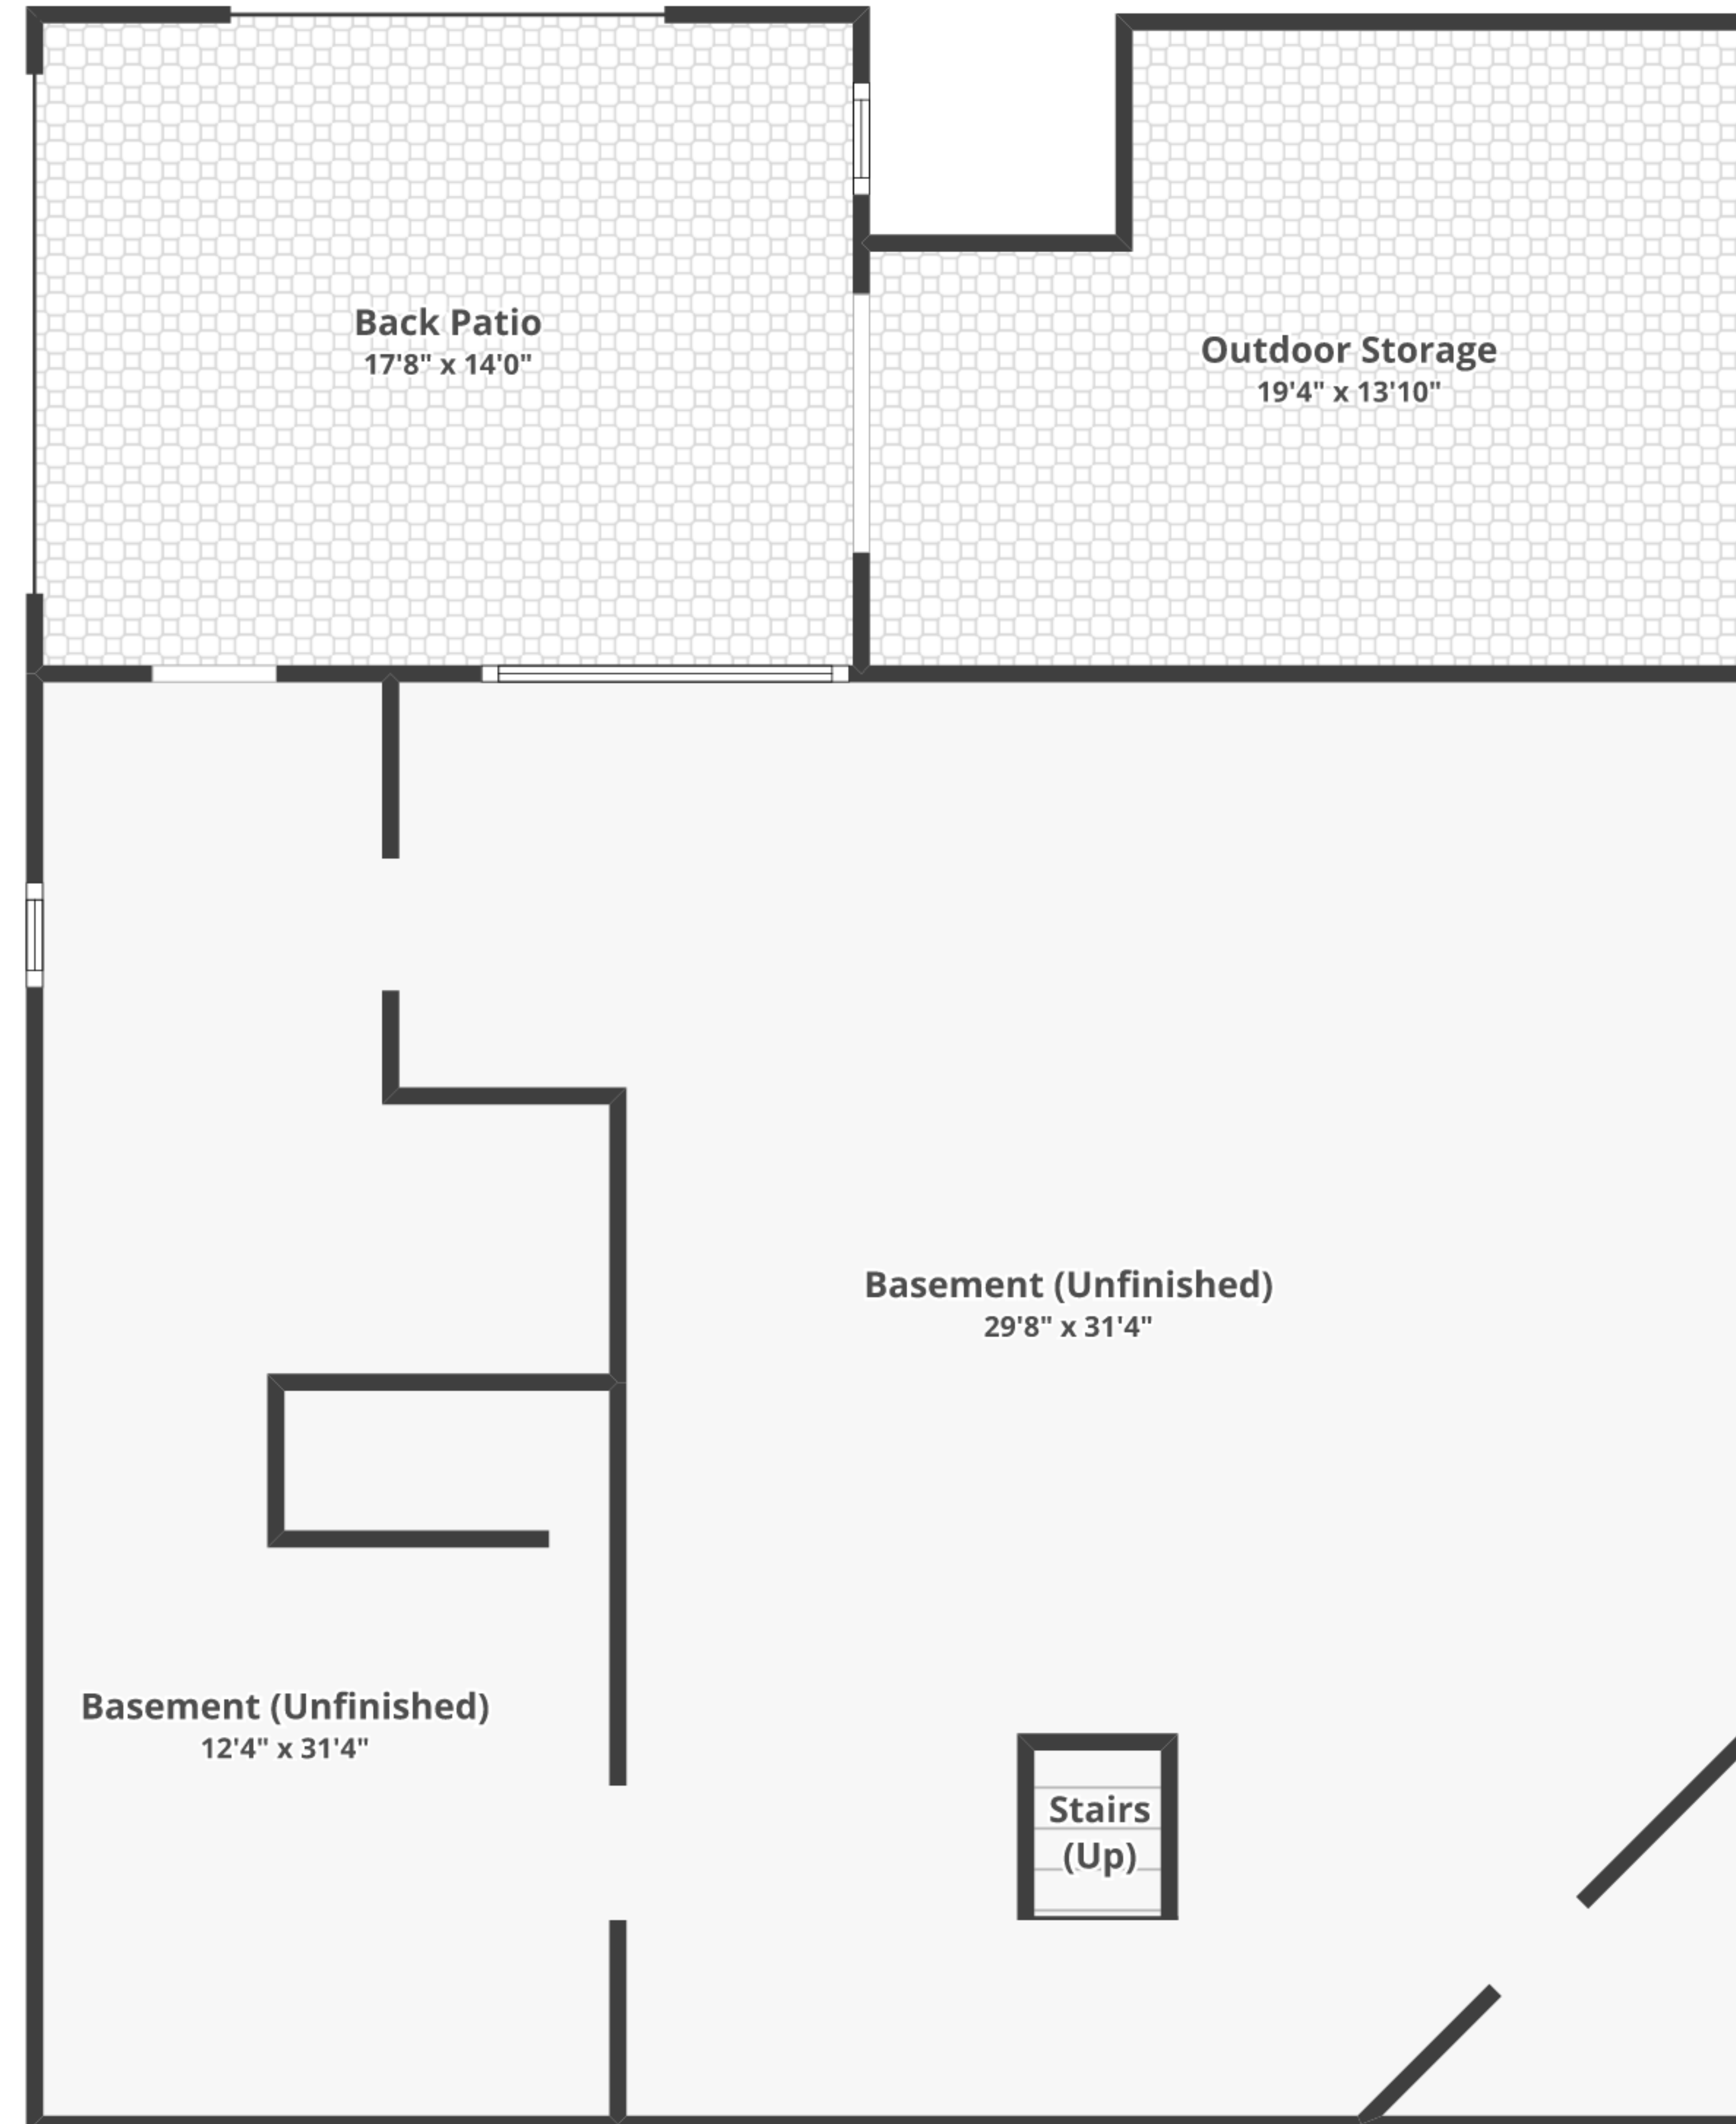 Back Patio
17'8" x 14'0"
Outdoor Storage
19'4" x 13'10"
Basement (Unfinished)
29'8" x 31'4"
Basement (Unfinished)
12'4" x 31'4"
Stairs
(Up)